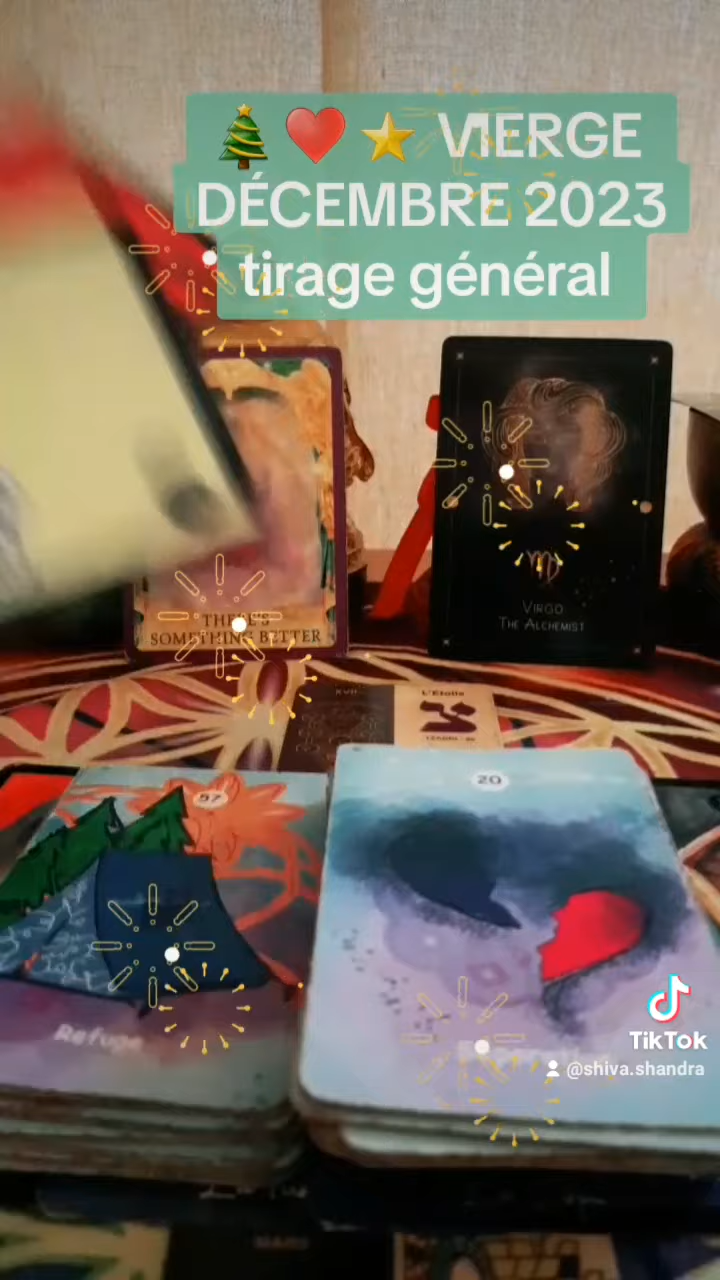 🎄 ❤️ ⭐ VIERGE
DÉCEMBRE 2023
tirage général
THERE'S
SOMETHING BETTER
VIRGO
THE ALCHEMIST
XVII
L'Étoile
57
20
Refuge
TikTok
@shiva.shandra